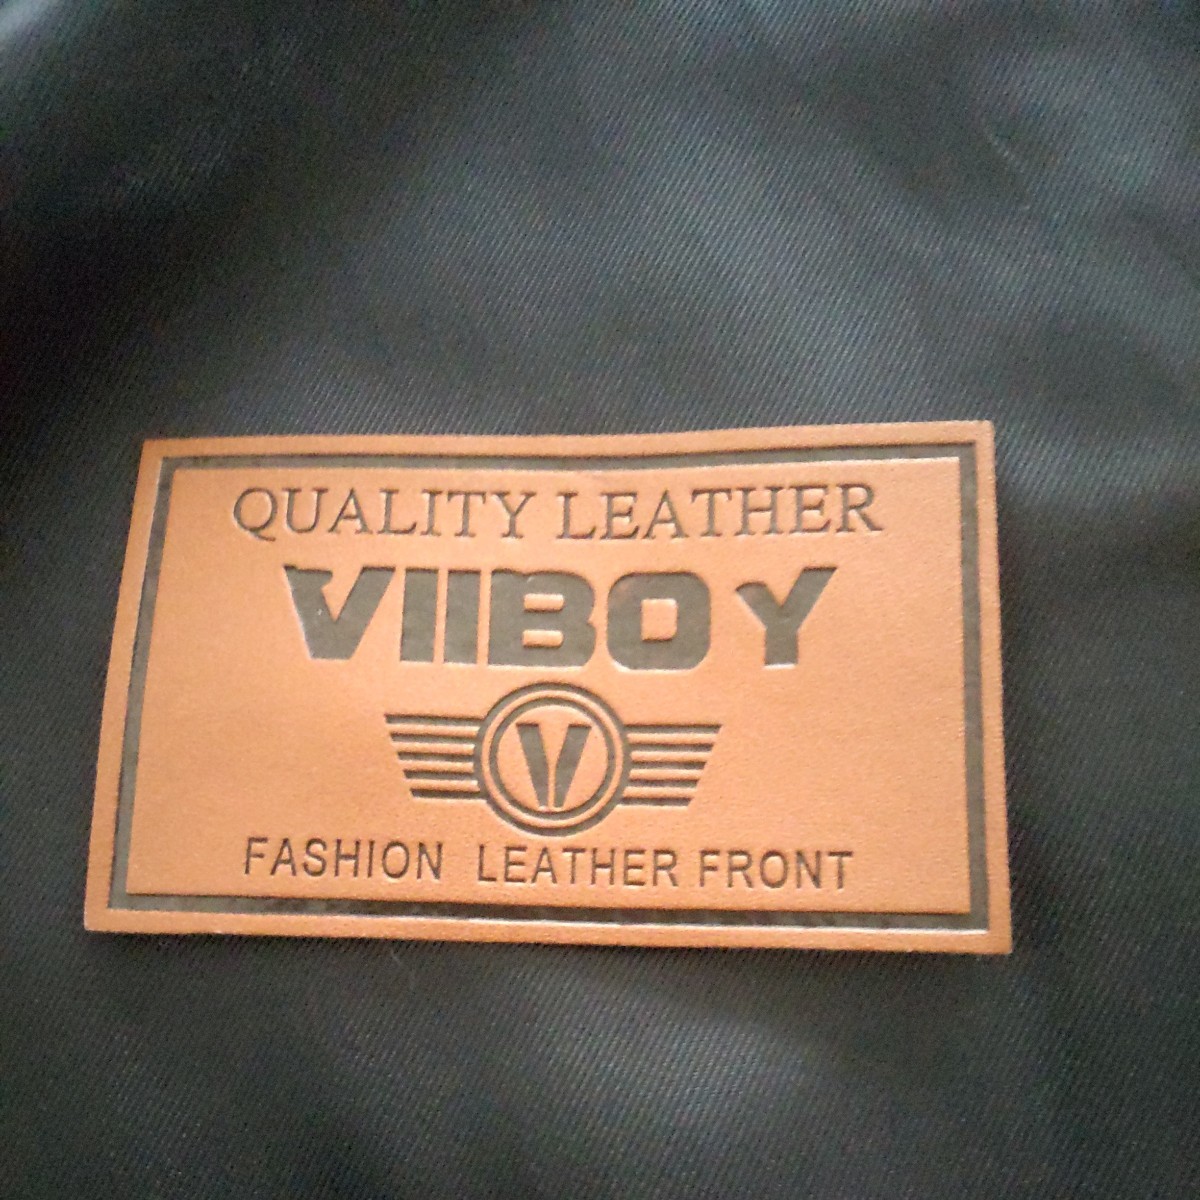 QUALITY LEATHER
VIIBOY
V
FASHION LEATHER FRONT